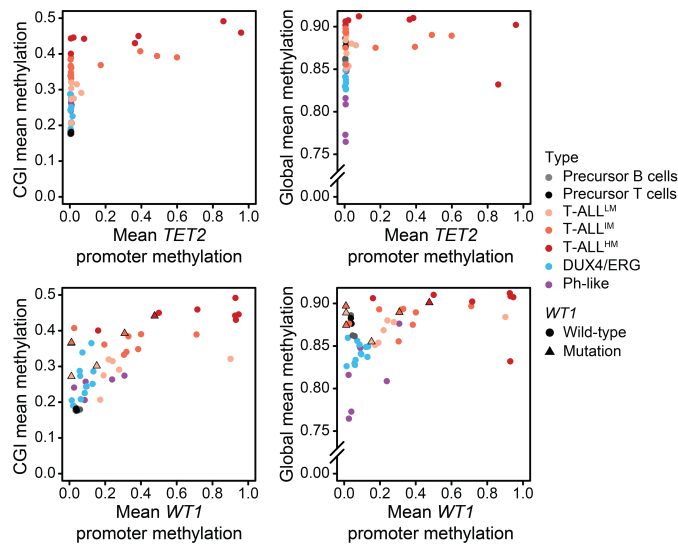 CGI mean methylation
0.5
0.4
0.3
0.2
0.1
0.0
0.0 0.2 0.4 0.6 0.8 1.0
Mean TET2
promoter methylation
Global mean methylation
0.90
0.85
0.80
0.75
0.00
0.0 0.2 0.4 0.6 0.8 1.0
Mean TET2
promoter methylation
Type
Precursor B cells
Precursor T cells
T-ALLLM
T-ALLIM
T-ALLHM
DUX4/ERG
Ph-like
WT1
Wild-type
Mutation
CGI mean methylation
0.5
0.4
0.3
0.2
0.1
0.0
0.0 0.2 0.4 0.6 0.8 1.0
Mean WT1
promoter methylation
Global mean methylation
0.90
0.85
0.80
0.75
0.00
0.0 0.2 0.4 0.6 0.8 1.0
Mean WT1
promoter methylation